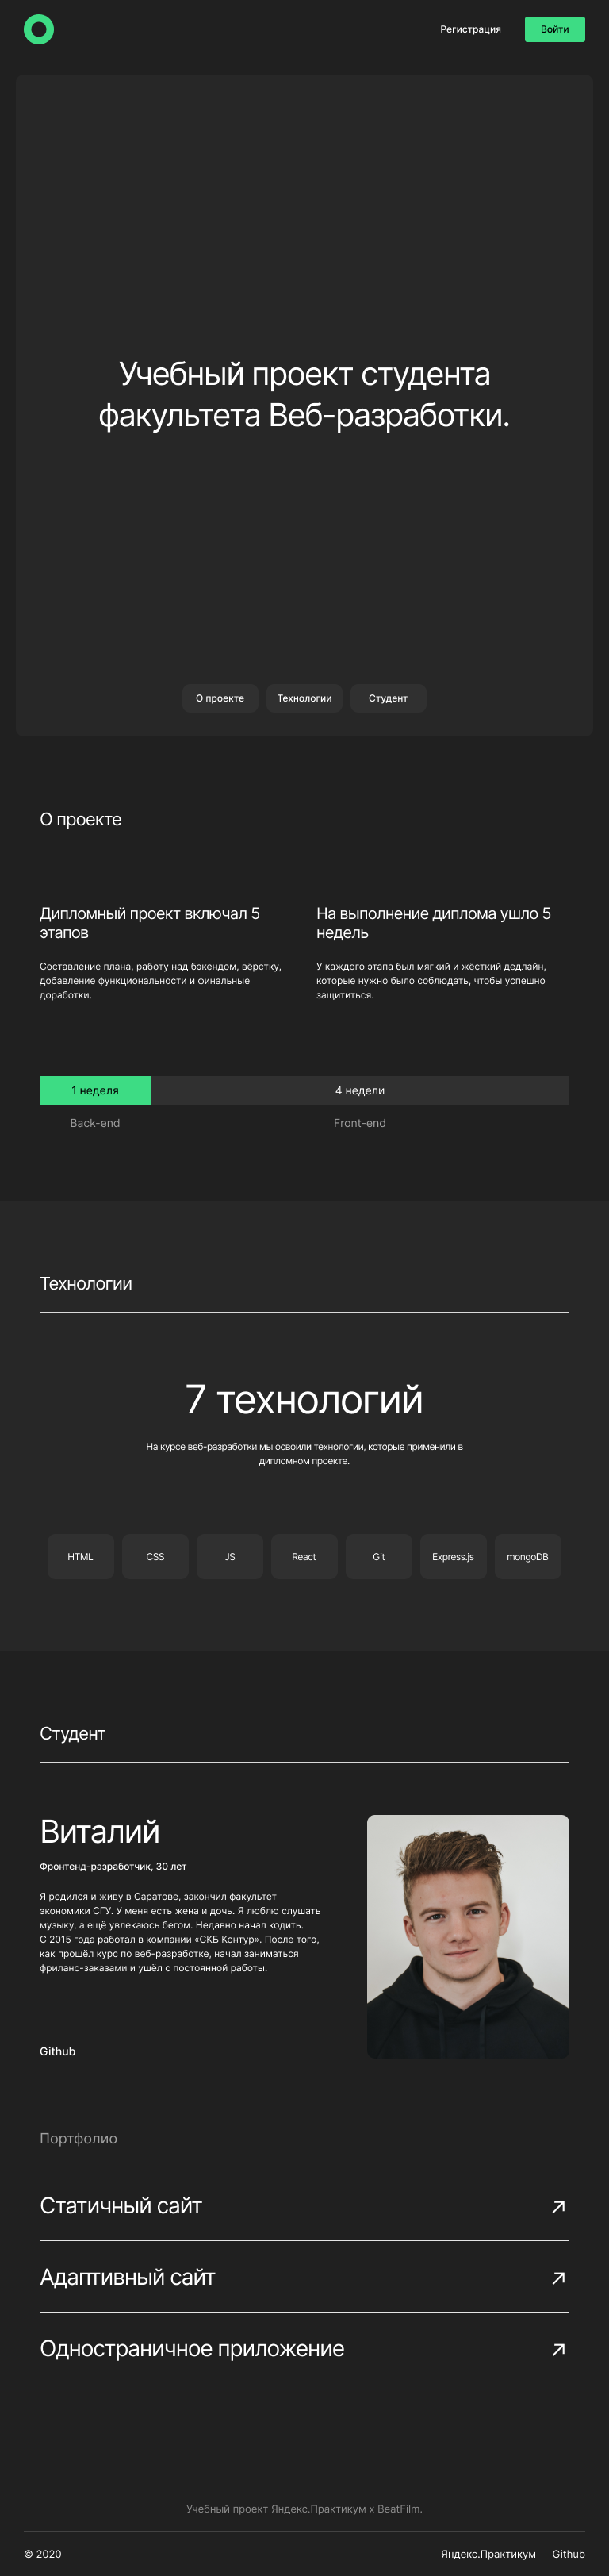 Регистрация
Войти
Учебный проект студента
факультета Веб-разработки.
О проекте
Технологии
Студент
О проекте
Дипломный проект включал 5
этапов
Составление плана, работу над бэкендом, вёрстку,
добавление функциональности и финальные
доработки.
На выполнение диплома ушло 5
недель
У каждого этапа был мягкий и жёсткий дедлайн,
которые нужно было соблюдать, чтобы успешно
защититься.
1 неделя
4 недели
Back-end
Front-end
Технологии
7 технологий
На курсе веб-разработки мы освоили технологии, которые применили в
дипломном проекте.
HTML
CSS
JS
React
Git
Express.js
mongoDB
Студент
Виталий
Фронтенд-разработчик, 30 лет
Я родился и живу в Саратове, закончил факультет
экономики СГУ. У меня есть жена и дочь. Я люблю слушать
музыку, а ещё увлекаюсь бегом. Недавно начал кодить.
С 2015 года работал в компании «СКБ Контур». После того,
как прошёл курс по веб-разработке, начал заниматься
фриланс-заказами и ушёл с постоянной работы.
Github
Портфолио
Статичный сайт
Адаптивный сайт
Одностраничное приложение
Учебный проект Яндекс.Практикум х BeatFilm.
© 2020
Яндекс.Практикум
Github